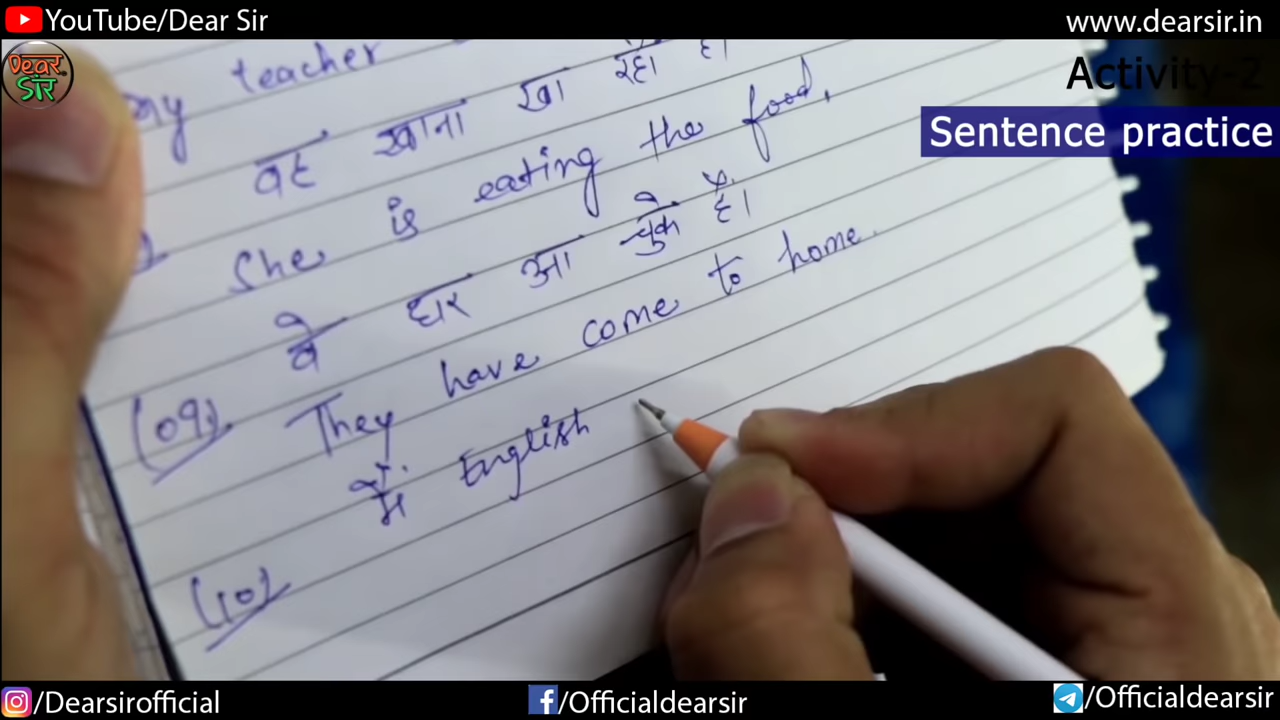 YouTube/Dear Sir
www.dearsir.in
DEAR SIR
Activity-2
Sentence practice
my teacher
वह खाना खा रहा है।
She is eating the food.
वे घर आ चुके हैं।
(09) They have come to home.
मैं English
(10)
/Dearsirofficial
/Officialdearsir
/Officialdearsir